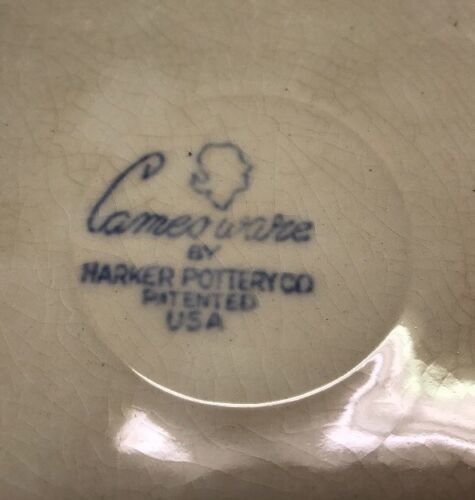 Cameo ware
BY
HARKER POTTERY CO
PATENTED
USA